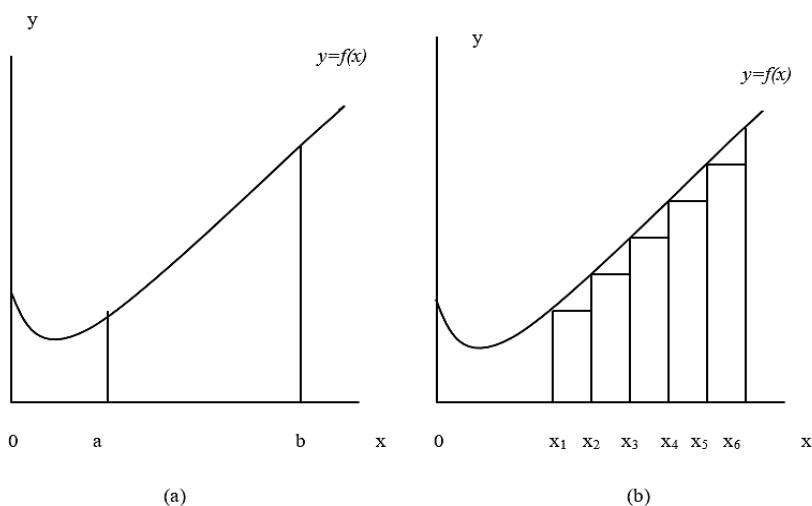 y
y=f(x)
0 a b x
(a)
y
y=f(x)
0 x₁ x₂ x₃ x₄ x₅ x₆ x
(b)